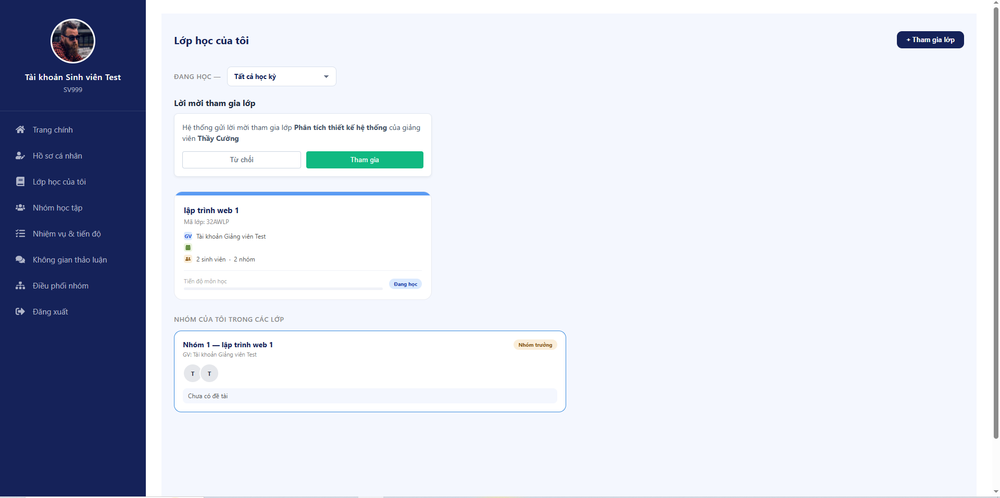 Tài khoản Sinh viên Test
SV999
Trang chính
Hồ sơ cá nhân
Lớp học của tôi
Nhóm học tập
Nhiệm vụ & tiến độ
Không gian thảo luận
Điều phối nhóm
Đăng xuất
Lớp học của tôi
+ Tham gia lớp
ĐANG HỌC —
Tất cả học kỳ
Lời mời tham gia lớp
Hệ thống gửi lời mời tham gia lớp Phân tích thiết kế hệ thống của giảng
viên Thầy Cường
Từ chối
Tham gia
lập trình web 1
Mã lớp: 32AWLP
GV Tài khoản Giảng viên Test
2 sinh viên · 2 nhóm
Tiến độ môn học
Đang học
NHÓM CỦA TÔI TRONG CÁC LỚP
Nhóm 1 — lập trình web 1
Nhóm trưởng
GV: Tài khoản Giảng viên Test
T T
Chưa có đề tài